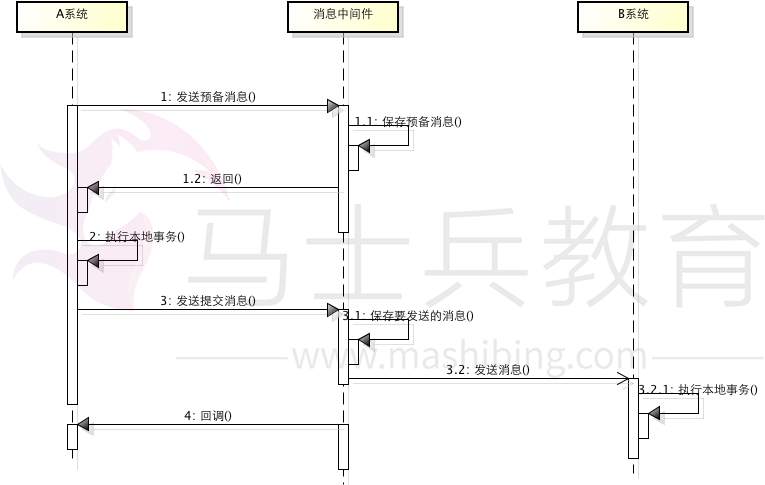 A系统
消息中间件
B系统
1: 发送预备消息()
1.1: 保存预备消息()
1.2: 返回()
2: 执行本地事务()
马士兵教育
3: 发送提交消息()
3.1: 保存要发送的消息()
www.mashibing.com
3.2: 发送消息()
3.2.1: 执行本地事务()
4: 回调()